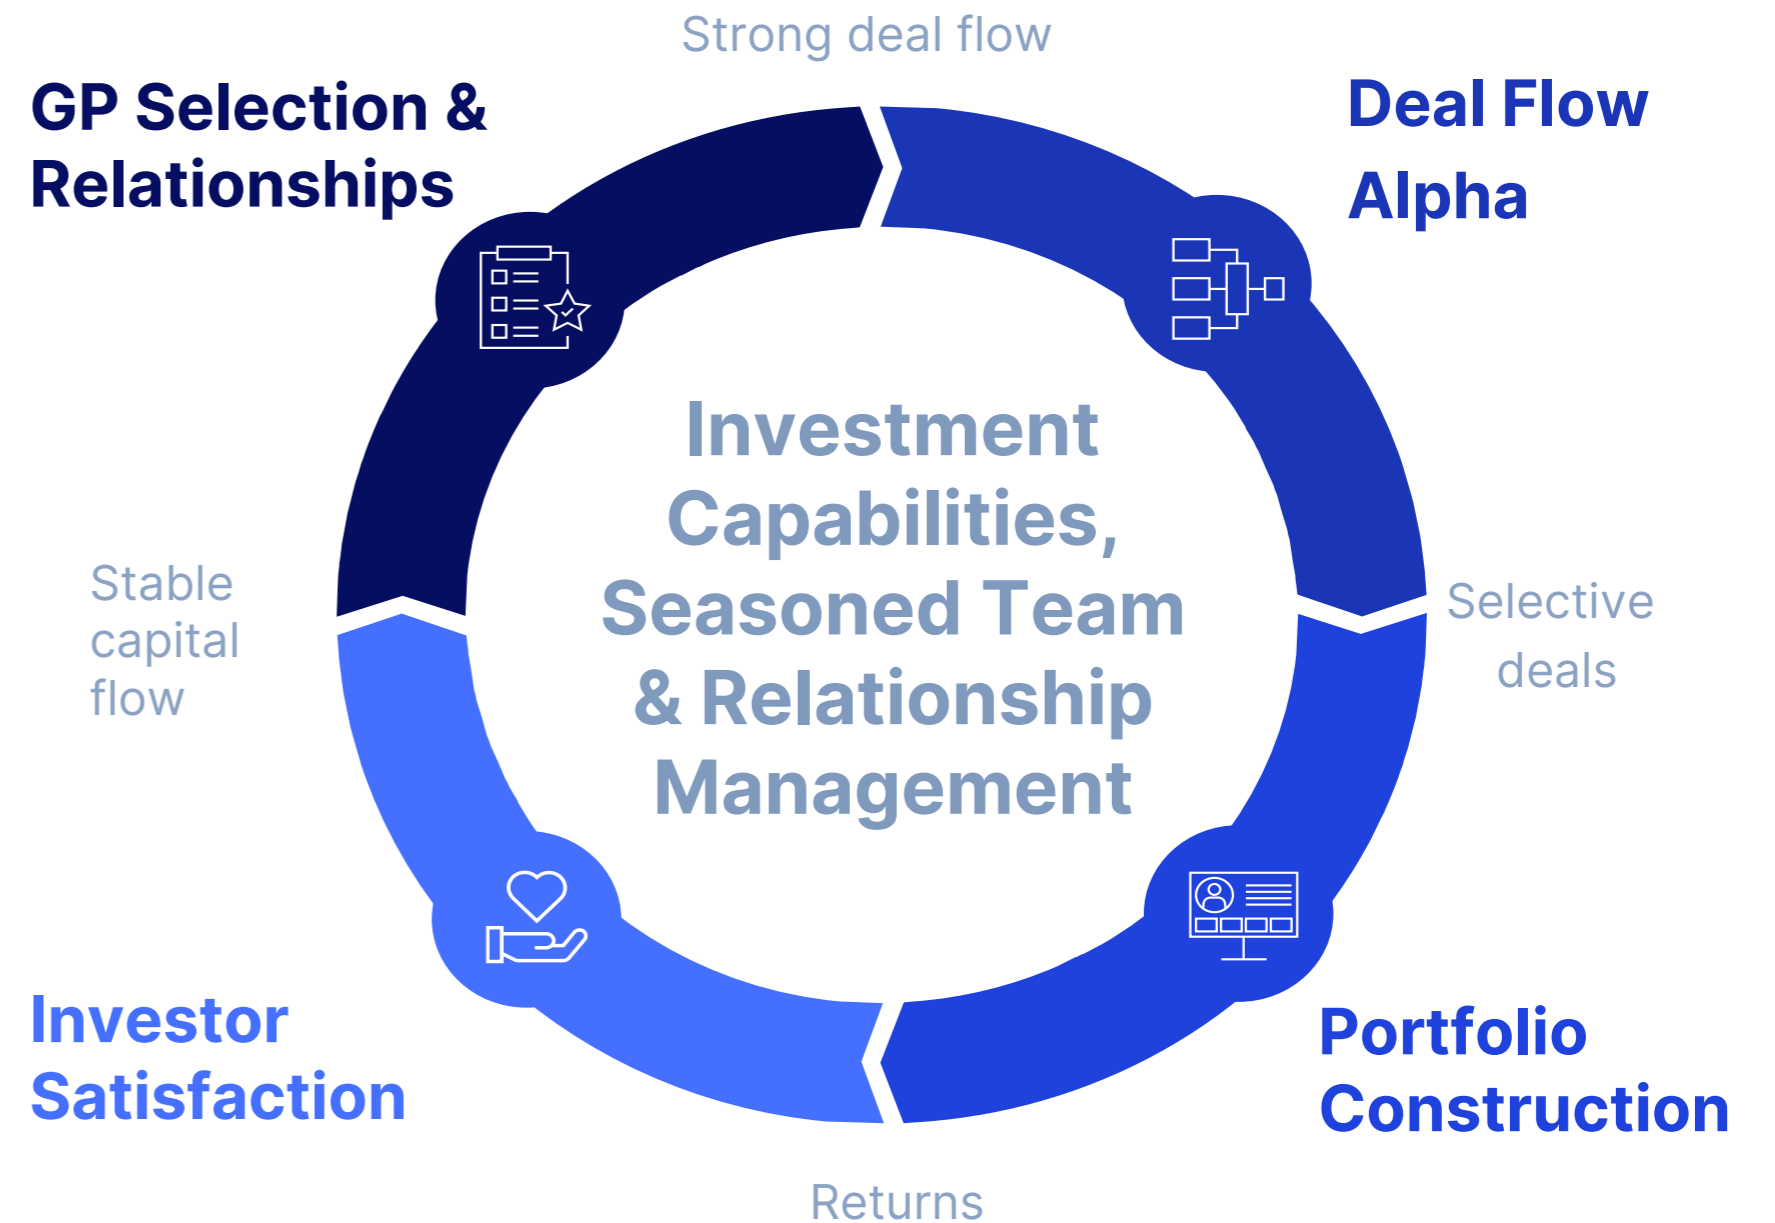 Strong deal flow
GP Selection &
Relationships
Deal Flow
Alpha
Investment
Capabilities,
Seasoned Team
& Relationship
Management
Stable
capital
flow
Selective
deals
Investor
Satisfaction
Portfolio
Construction
Returns